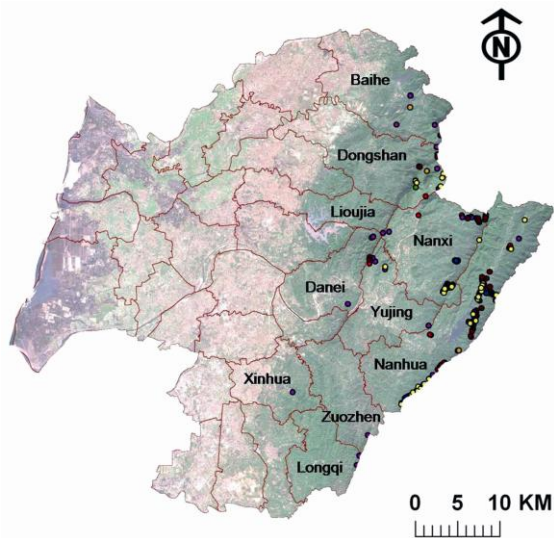 N
Baihe
Dongshan
Lioujia
Nanxi
Danei
Yujing
Nanhua
Xinhua
Zuozhen
Longqi
0 5 10 KM